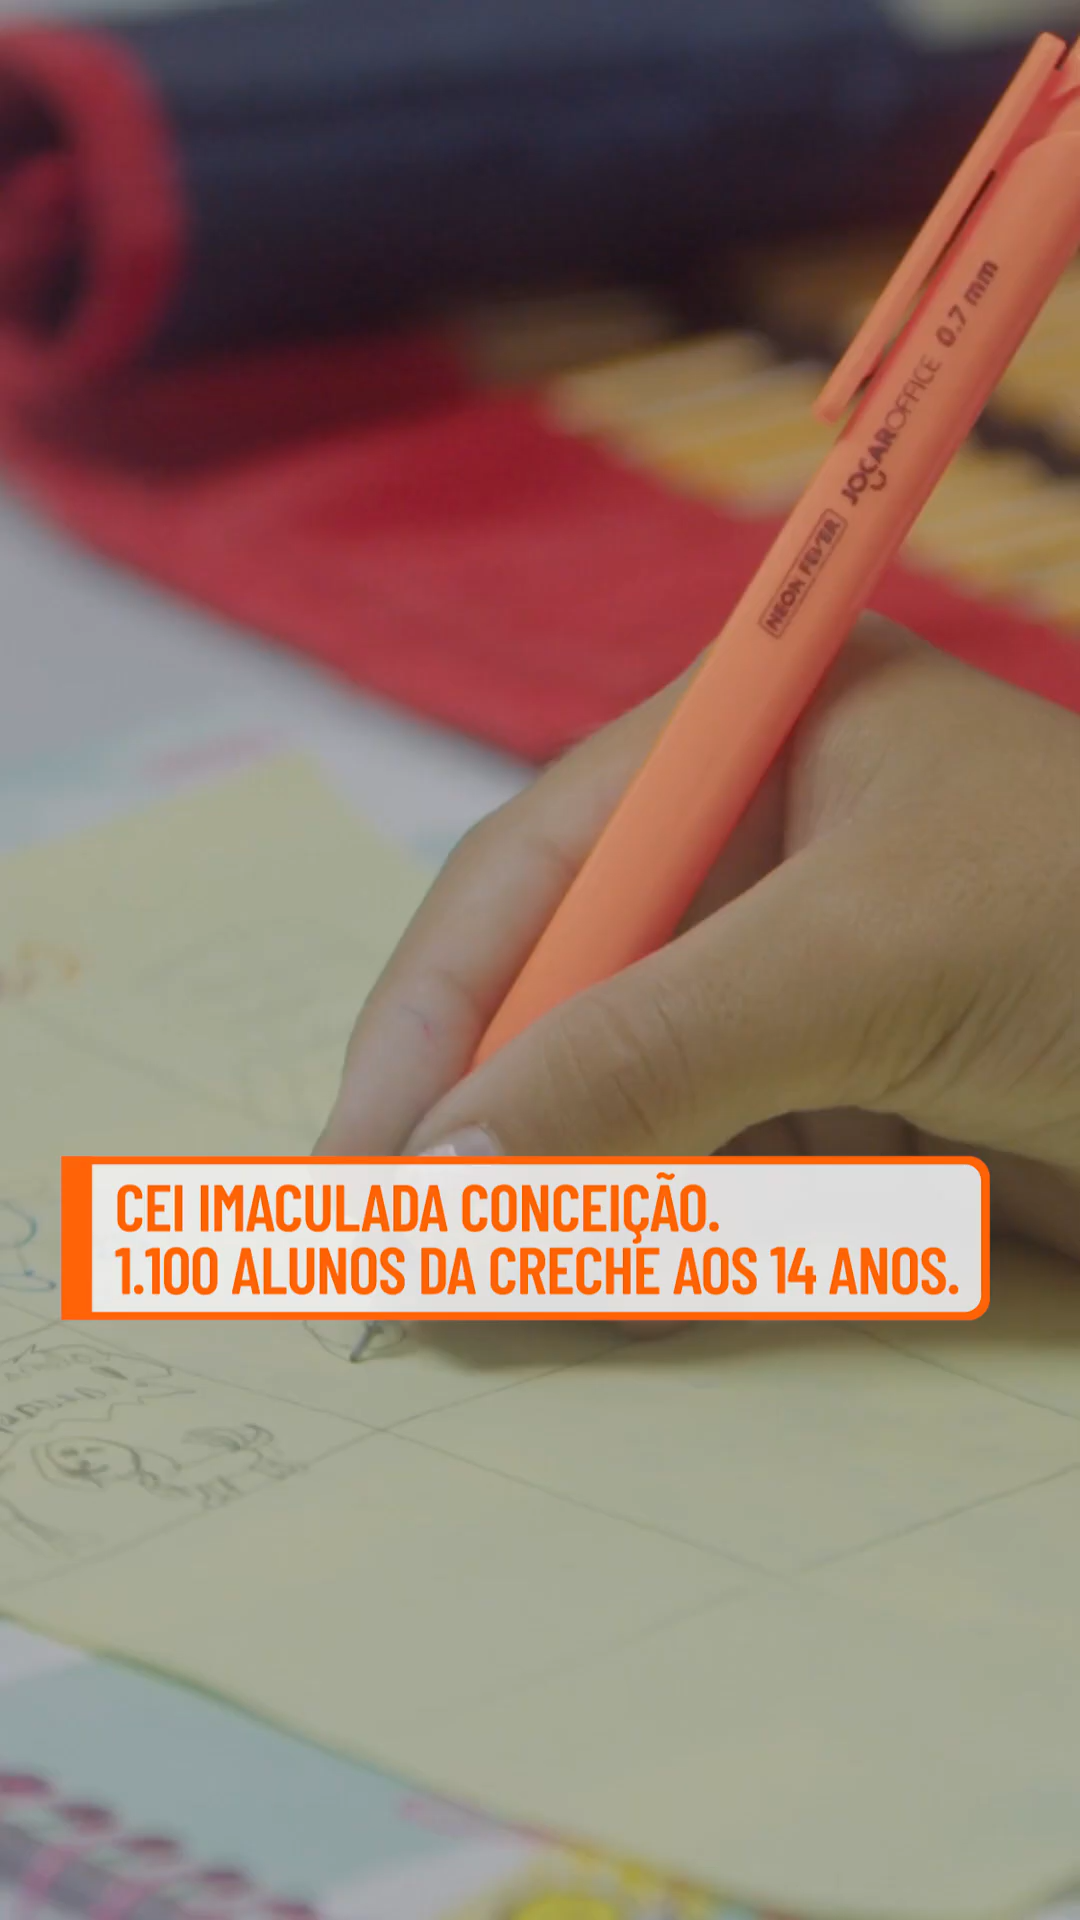 0.7 mm
JOCAROFFICE
NEON FEVER
CEI IMACULADA CONCEIÇÃO.
1.100 ALUNOS DA CRECHE AOS 14 ANOS.